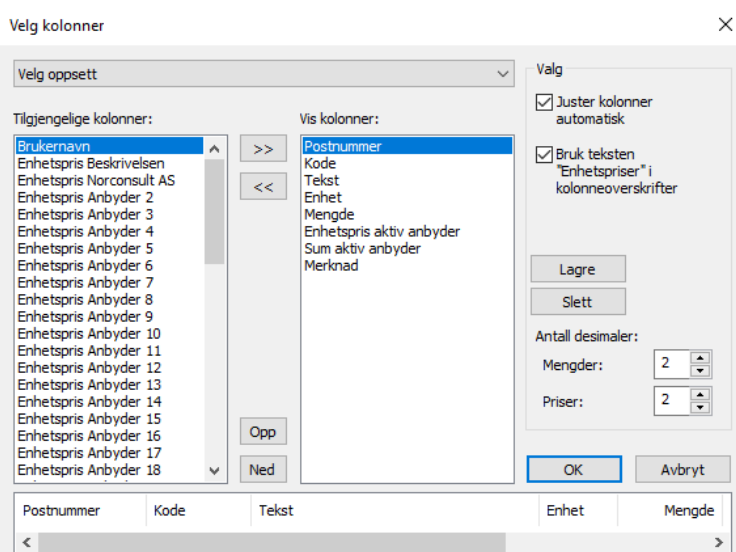 Velg kolonner
Velg oppsett
Tilgjengelige kolonner:
Brukernavn
Enhetspris Beskrivelsen
Enhetspris Norconsult AS
Enhetspris Anbyder 2
Enhetspris Anbyder 3
Enhetspris Anbyder 4
Enhetspris Anbyder 5
Enhetspris Anbyder 6
Enhetspris Anbyder 7
Enhetspris Anbyder 8
Enhetspris Anbyder 9
Enhetspris Anbyder 10
Enhetspris Anbyder 11
Enhetspris Anbyder 12
Enhetspris Anbyder 13
Enhetspris Anbyder 14
Enhetspris Anbyder 15
Enhetspris Anbyder 16
Enhetspris Anbyder 17
Enhetspris Anbyder 18
>>
<<
Opp
Ned
Vis kolonner:
Postnummer
Kode
Tekst
Enhet
Mengde
Enhetspris aktiv anbyder
Sum aktiv anbyder
Merknad
Valg
Juster kolonner
automatisk
Bruk teksten
"Enhetspriser" i
kolonneoverskrifter
Lagre
Slett
Antall desimaler:
Mengder: 2
Priser: 2
OK Avbryt
Postnummer Kode Tekst Enhet Mengde